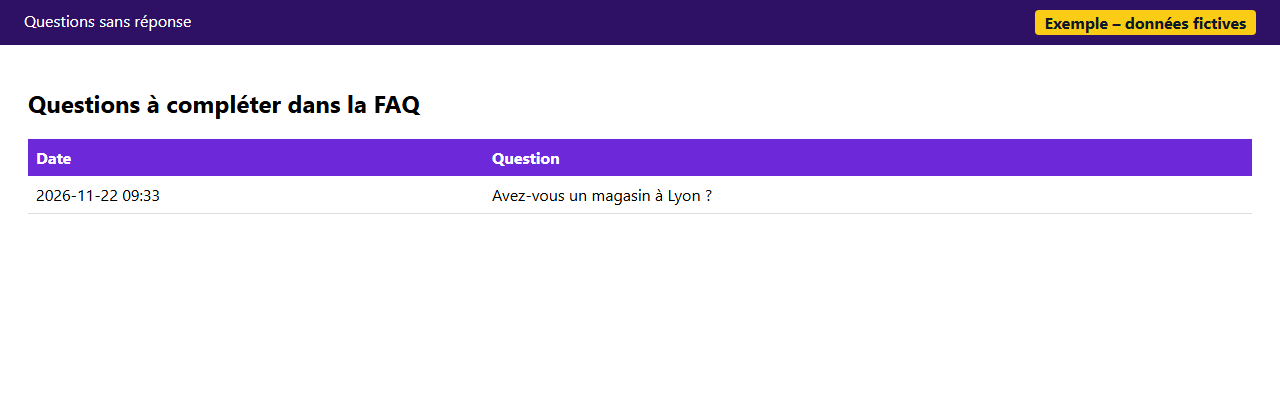 Questions sans réponse
Exemple – données fictives
Questions à compléter dans la FAQ
Date Question
2026-11-22 09:33 Avez-vous un magasin à Lyon ?